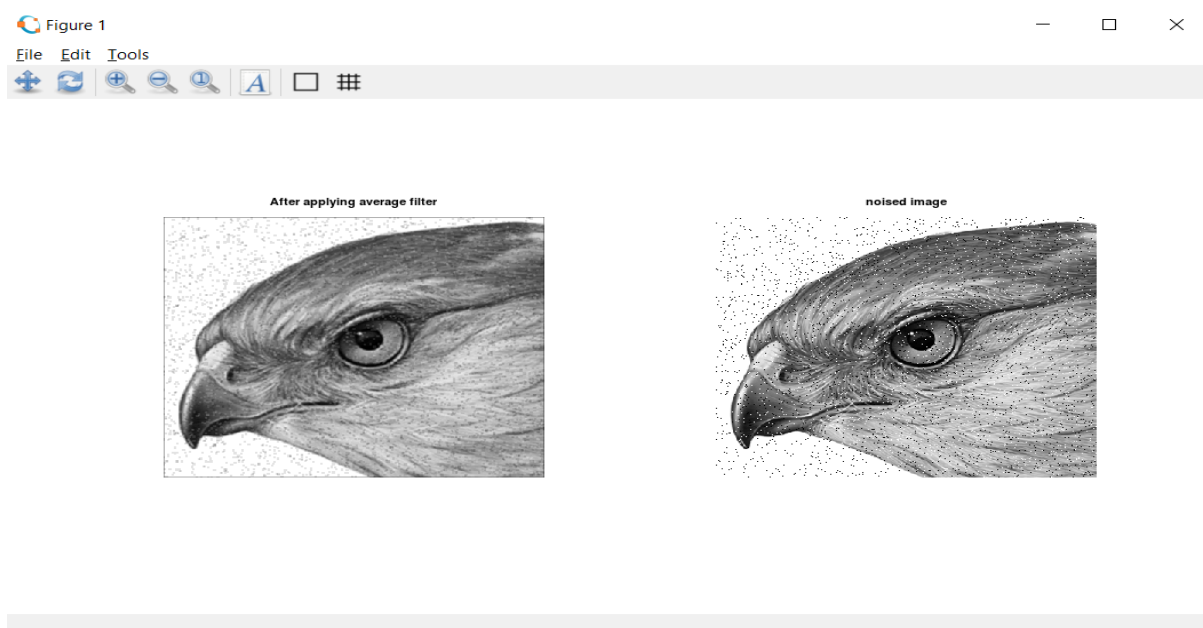 Figure 1
File Edit Tools
A
After applying average filter
noised image